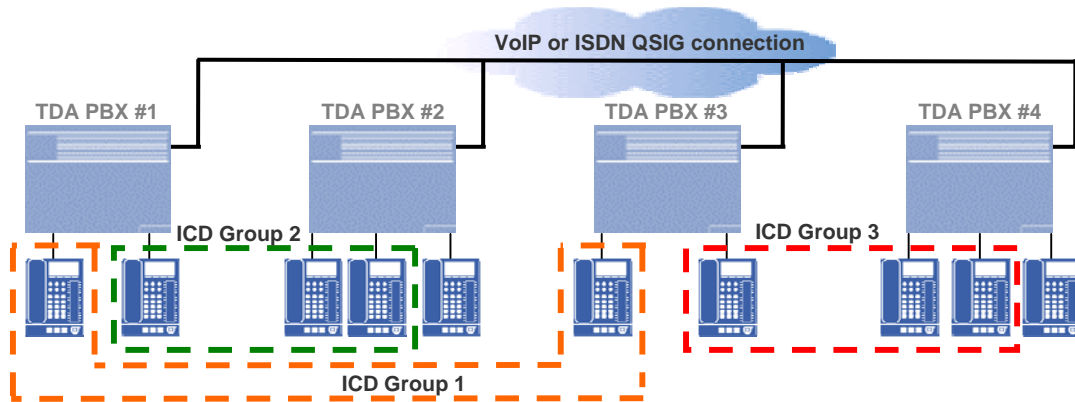 VoIP or ISDN QSIG connection
TDA PBX #1
TDA PBX #2
TDA PBX #3
TDA PBX #4
ICD Group 2
ICD Group 3
ICD Group 1